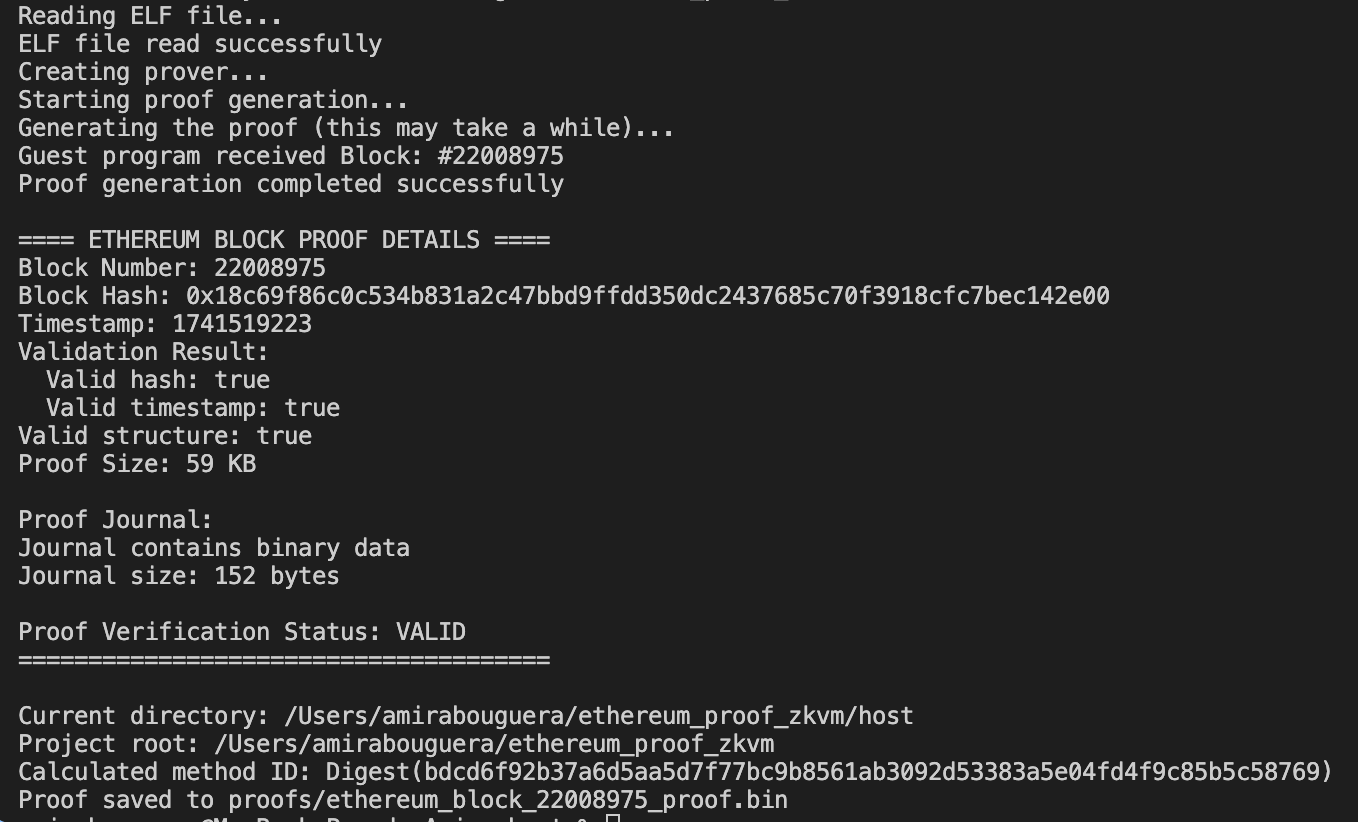 Reading ELF file...
ELF file read successfully
Creating prover...
Starting proof generation...
Generating the proof (this may take a while)...
Guest program received Block: #22008975
Proof generation completed successfully
==== ETHEREUM BLOCK PROOF DETAILS ====
Block Number: 22008975
Block Hash: 0x18c69f86c0c534b831a2c47bbd9ffdd350dc2437685c70f3918cfc7bec142e00
Timestamp: 1741519223
Validation Result:
  Valid hash: true
  Valid timestamp: true
Valid structure: true
Proof Size: 59 KB
Proof Journal:
Journal contains binary data
Journal size: 152 bytes
Proof Verification Status: VALID
======================================
Current directory: /Users/amirabouguera/ethereum_proof_zkvm/host
Project root: /Users/amirabouguera/ethereum_proof_zkvm
Calculated method ID: Digest(bdcd6f92b37a6d5aa5d7f77bc9b8561ab3092d53383a5e04fd4f9c85b5c58769)
Proof saved to proofs/ethereum_block_22008975_proof.bin